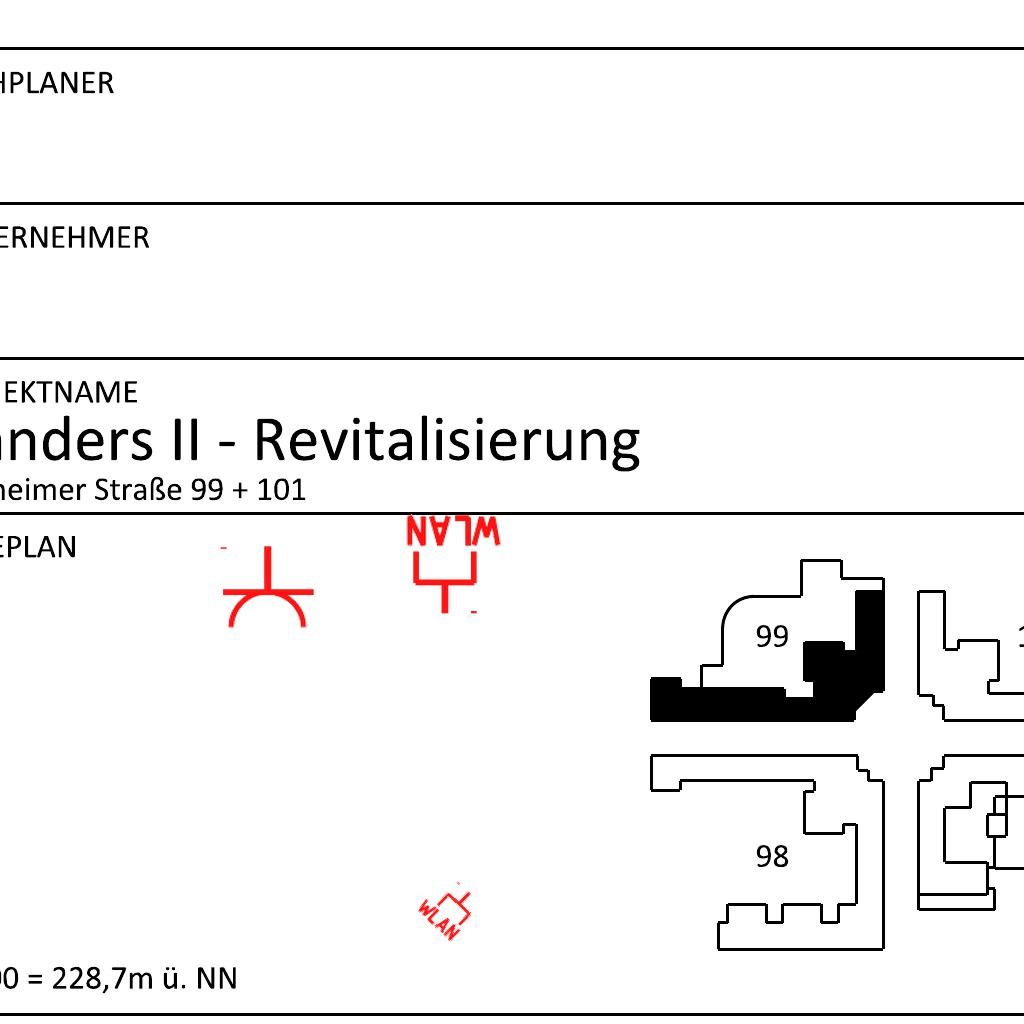 HPLANER
ERNEHMER
EKTNAME
anders II - Revitalisierung
heimer Straße 99 + 101
EPLAN
WLAN
99
98
WLAN
00 = 228,7m ü. NN